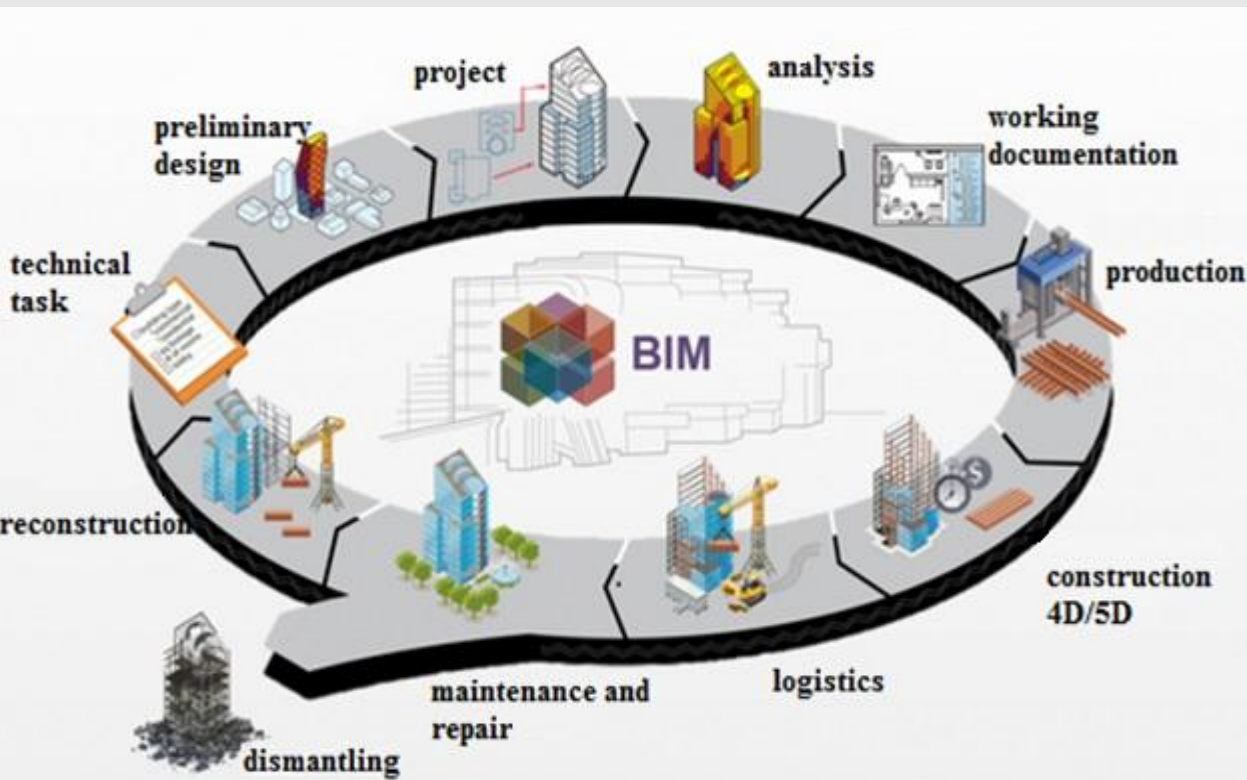 project
analysis
preliminary
design
working
documentation
technical
task
production
BIM
reconstruction
construction
4D/5D
logistics
maintenance and
repair
dismantling